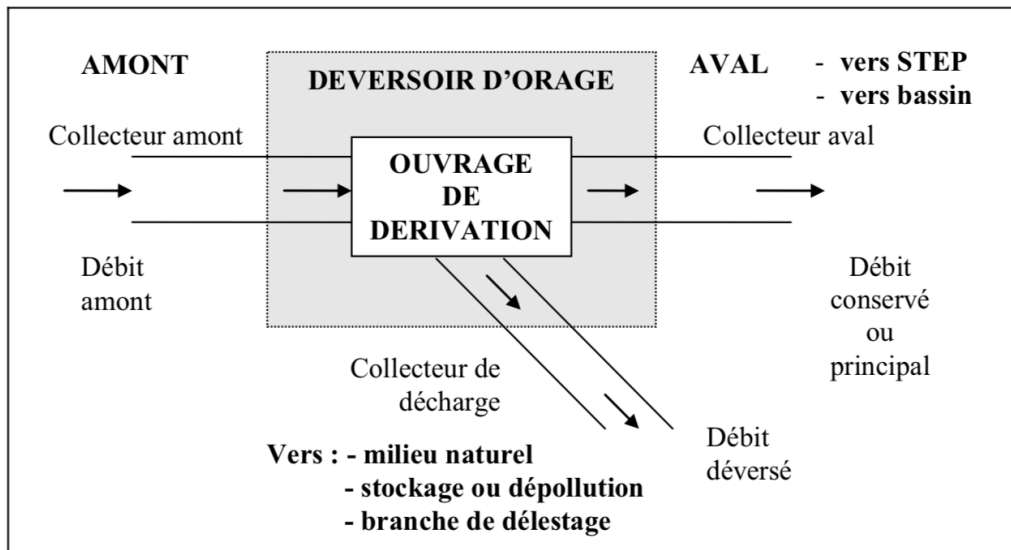 AMONT
DEVERSOIR D'ORAGE
AVAL
- vers STEP
- vers bassin
Collecteur amont
Collecteur aval
OUVRAGE
DE
DERIVATION
Débit
amont
Débit
conservé
ou
principal
Collecteur de
décharge
Débit
déversé
Vers : - milieu naturel
- stockage ou dépollution
- branche de délestage